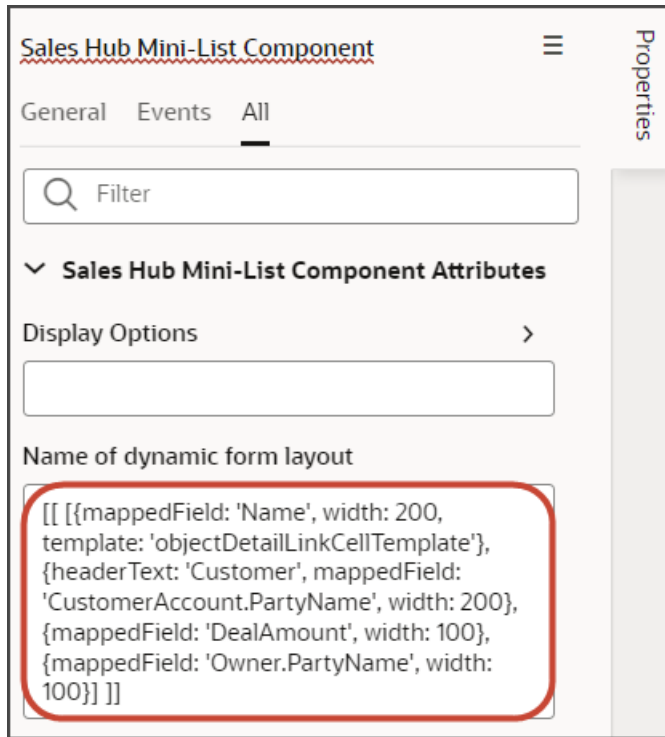 Sales Hub Mini-List Component
Properties
General Events All
Filter
Sales Hub Mini-List Component Attributes
Display Options
Name of dynamic form layout
[[ [{mappedField: 'Name', width: 200,
template: 'objectDetailLinkCellTemplate'},
{headerText: 'Customer', mappedField:
'CustomerAccount.PartyName', width: 200},
{mappedField: 'DealAmount', width: 100},
{mappedField: 'Owner.PartyName', width:
100}] ]]